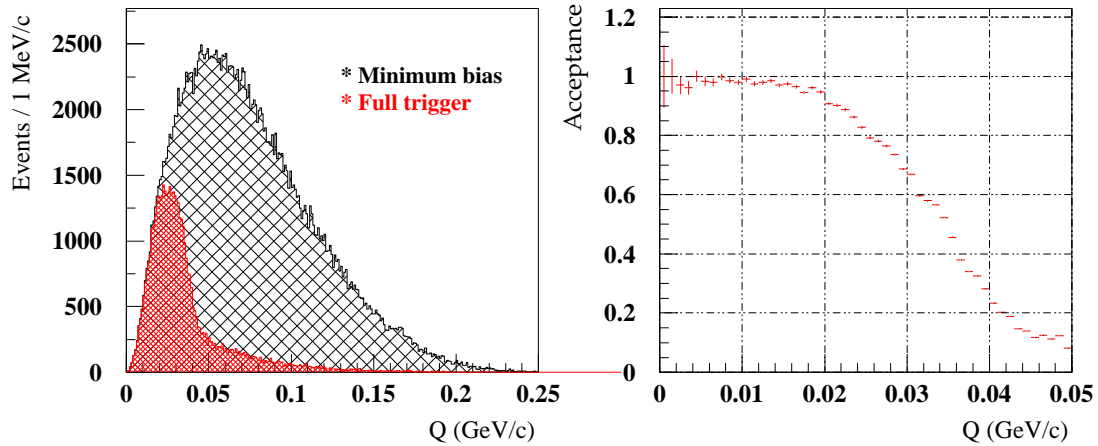 Events / 1 MeV/c
2500
2000
1500
1000
500
0
* Minimum bias
* Full trigger
0 0.05 0.1 0.15 0.2 0.25
Q (GeV/c)
Acceptance
1.2
1
0.8
0.6
0.4
0.2
0
0 0.01 0.02 0.03 0.04 0.05
Q (GeV/c)